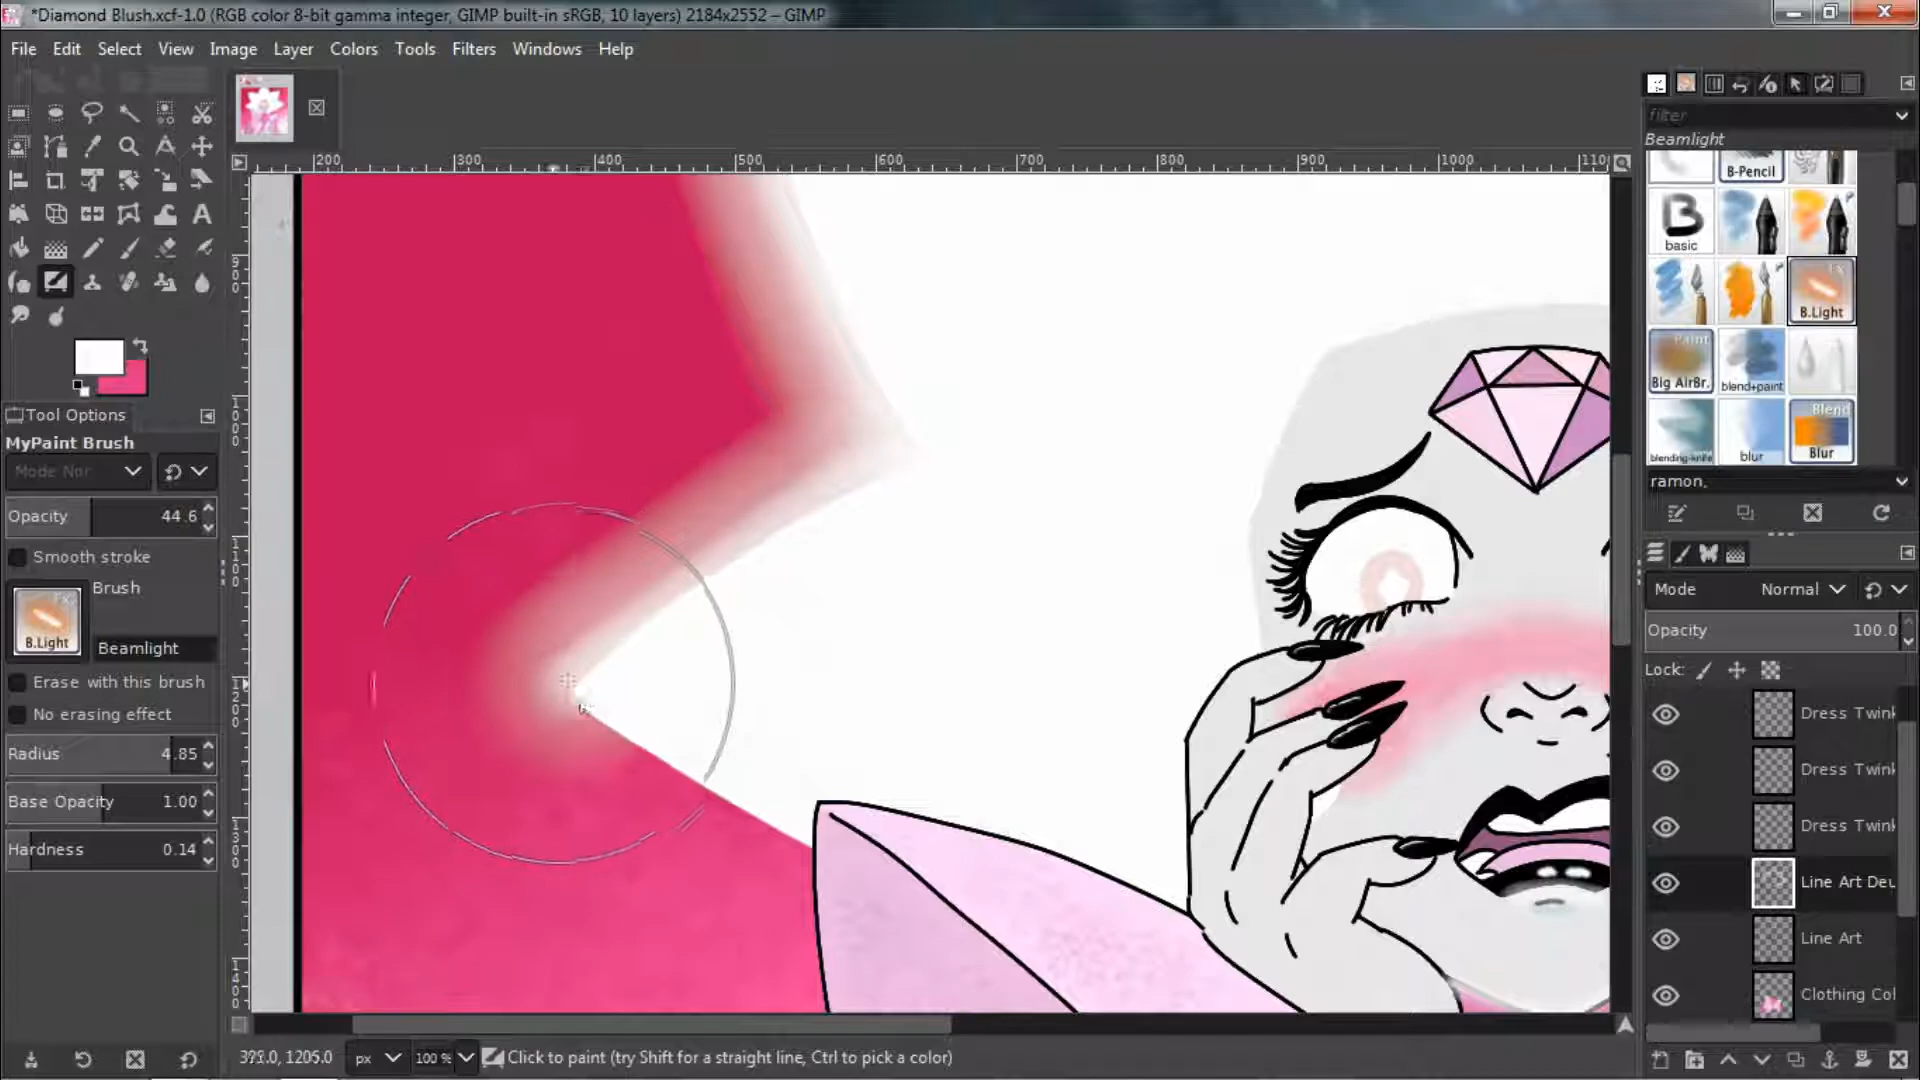 *Diamond Blush.xcf-1.0 (RGB color 8-bit gamma integer, GIMP built-in sRGB, 10 layers) 2184x2552 – GIMP
File Edit Select View Image Layer Colors Tools Filters Windows Help
filter
Beamlight
200 300 400 500 600 700 800 900 1000 110
B-Pencil
B
basic
B.Light
Paint
Big AirBr.
blend+paint
Blend
blending-knife
blur
Blur
ramon,
Tool Options
MyPaint Brush
Mode Nor
Opacity 44.6
Smooth stroke
Brush
B.Light
Beamlight
Erase with this brush
No erasing effect
Radius 4.85
Base Opacity 1.00
Hardness 0.14
Mode Normal
Opacity 100.0
Lock:
Dress Twink
Dress Twink
Dress Twink
Line Art Deu
Line Art
Clothing Col
px 100 % Click to paint (try Shift for a straight line, Ctrl to pick a color)